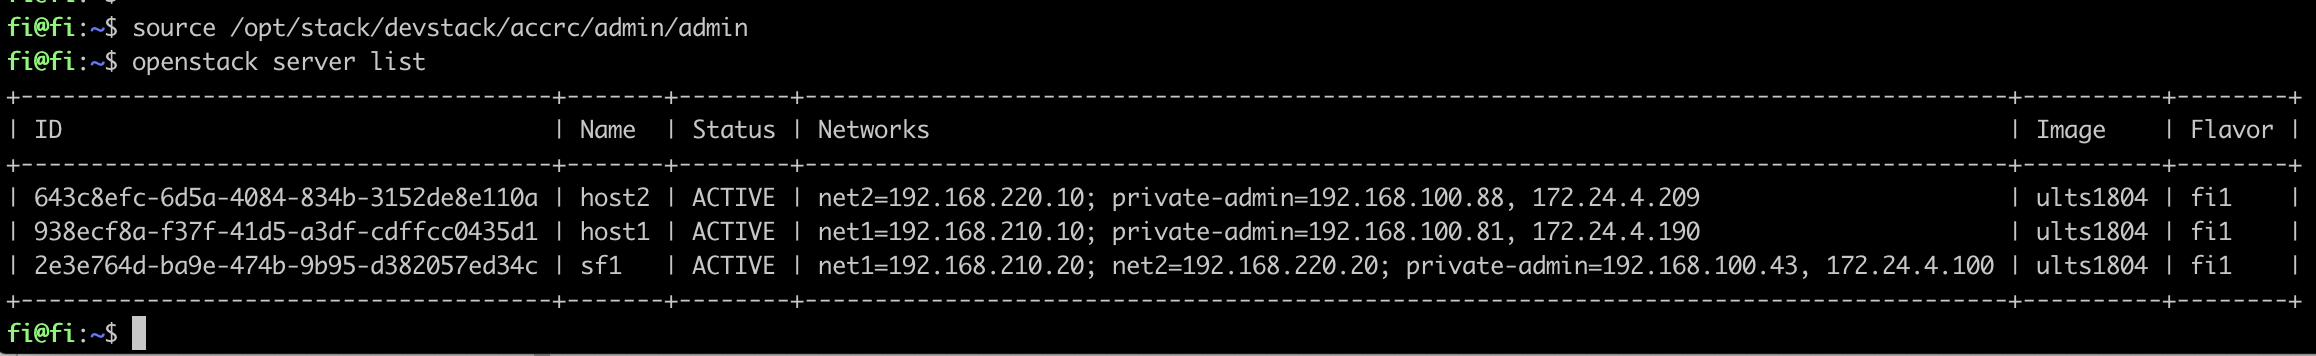 fi@fi:~$ source /opt/stack/devstack/accrc/admin/admin
fi@fi:~$ openstack server list
+--------------------------------------+-------+--------+--------------------------------------------------------------------------------------+----------+--------+
| ID                                   | Name  | Status | Networks                                                                             | Image    | Flavor |
+--------------------------------------+-------+--------+--------------------------------------------------------------------------------------+----------+--------+
| 643c8efc-6d5a-4084-834b-3152de8e110a | host2 | ACTIVE | net2=192.168.220.10; private-admin=192.168.100.88, 172.24.4.209                      | ults1804 | fi1    |
| 938ecf8a-f37f-41d5-a3df-cdffcc0435d1 | host1 | ACTIVE | net1=192.168.210.10; private-admin=192.168.100.81, 172.24.4.190                      | ults1804 | fi1    |
| 2e3e764d-ba9e-474b-9b95-d382057ed34c | sf1   | ACTIVE | net1=192.168.210.20; net2=192.168.220.20; private-admin=192.168.100.43, 172.24.4.100 | ults1804 | fi1    |
+--------------------------------------+-------+--------+--------------------------------------------------------------------------------------+----------+--------+
fi@fi:~$